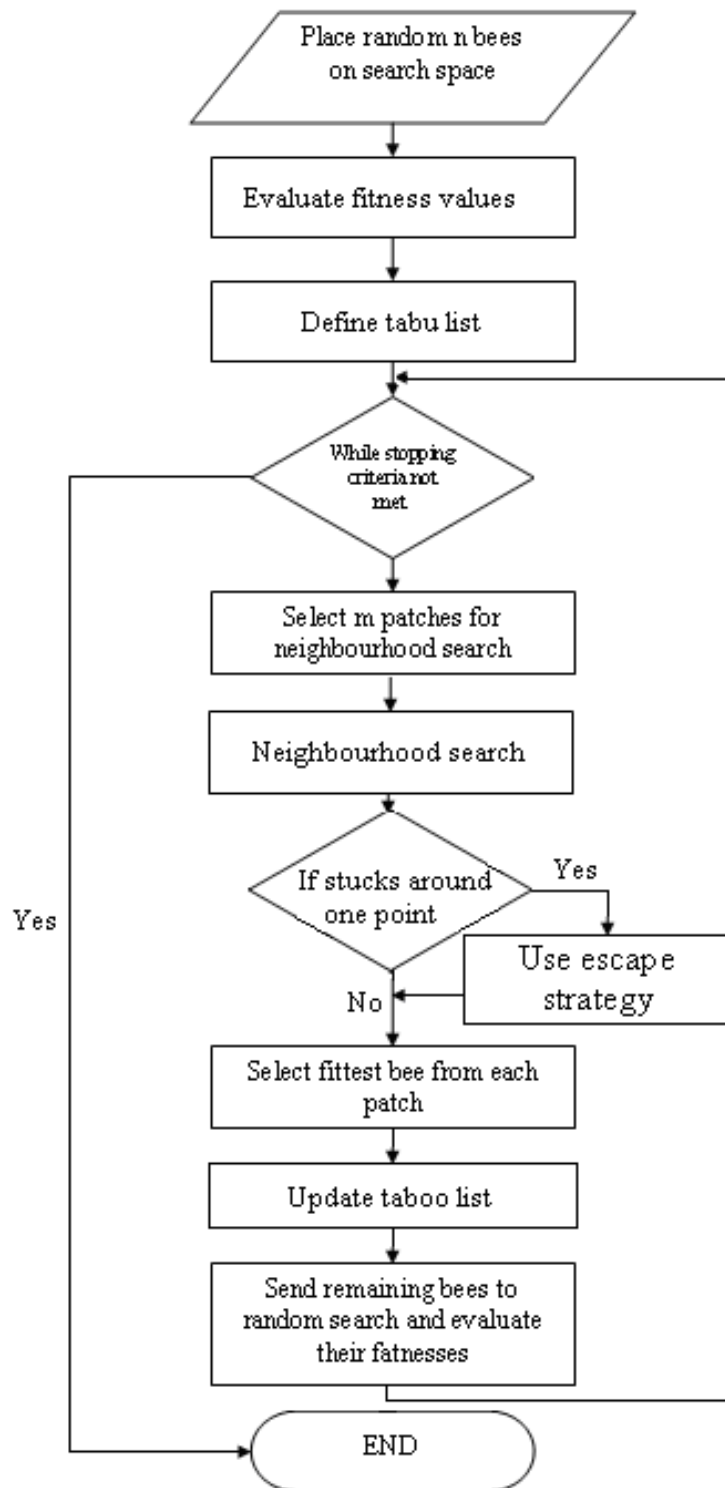 Place random n bees
on search space
Evaluate fitness values
Define tabu list
While stopping
criteria not
met
Select m patches for
neighbourhood search
Neighbourhood search
If stucks around
one point
Yes
Yes
Use escape
strategy
No
Select fittest bee from each
patch
Update taboo list
Send remaining bees to
random search and evaluate
their fatnesses
END